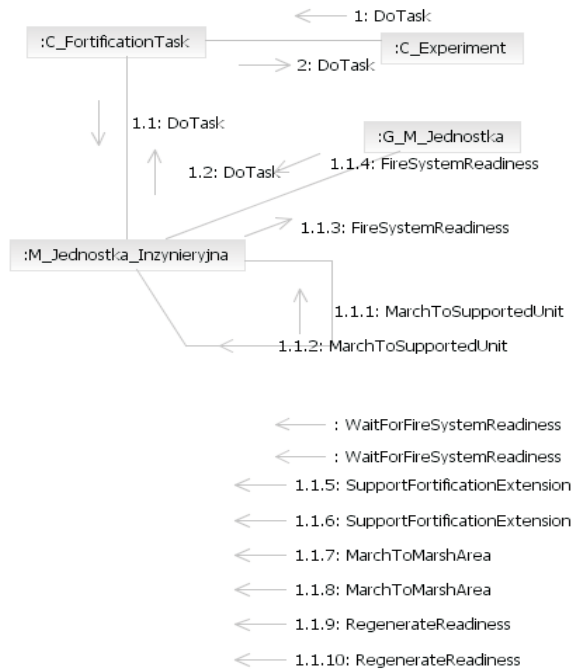 1: DoTask
:C_FortificationTask
:C_Experiment
2: DoTask
1.1: DoTask
:G_M_Jednostka
1.2: DoTask
1.1.4: FireSystemReadiness
1.1.3: FireSystemReadiness
:M_Jednostka_Inzynieryjna
1.1.1: MarchToSupportedUnit
1.1.2: MarchToSupportedUnit
: WaitForFireSystemReadiness
: WaitForFireSystemReadiness
1.1.5: SupportFortificationExtension
1.1.6: SupportFortificationExtension
1.1.7: MarchToMarshArea
1.1.8: MarchToMarshArea
1.1.9: RegenerateReadiness
1.1.10: RegenerateReadiness